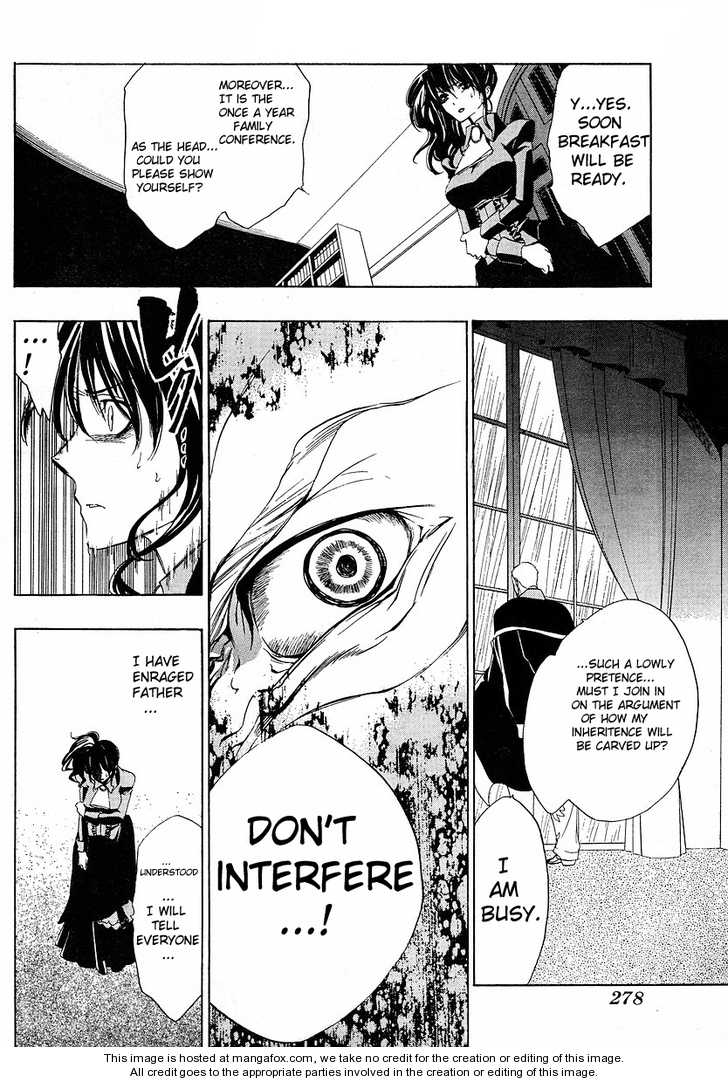 Y...YES.
SOON
BREAKFAST
WILL BE
READY.
MOREOVER...
IT IS THE
ONCE A YEAR
FAMILY
CONFERENCE.
AS THE HEAD...
COULD YOU
PLEASE SHOW
YOURSELF?
...SUCH A LOWLY
PRETENCE...
MUST I JOIN IN
ON THE ARGUMENT
OF HOW MY
INHERITENCE WILL
BE CARVED UP?
I
AM
BUSY.
DON'T
INTERFERE
...!
...
!
I HAVE
ENRAGED
FATHER
...
...
UNDERSTOOD
...
I WILL
TELL
EVERYONE
...
278
This image is hosted at mangafox.com, we take no credit for the creation or editing of this image.
All credit goes to the appropriate parties involved in the creation and editing of this image.